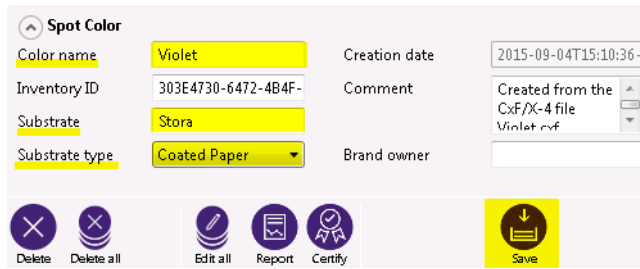 Spot Color
Color name Violet Creation date 2015-09-04T15:10:36-
Inventory ID 303E4730-6472-4B4F- Comment Created from the
CxF/X-4 file
Violet.cxf
Substrate Stora
Substrate type Coated Paper Brand owner
Delete Delete all Edit all Report Certify Save